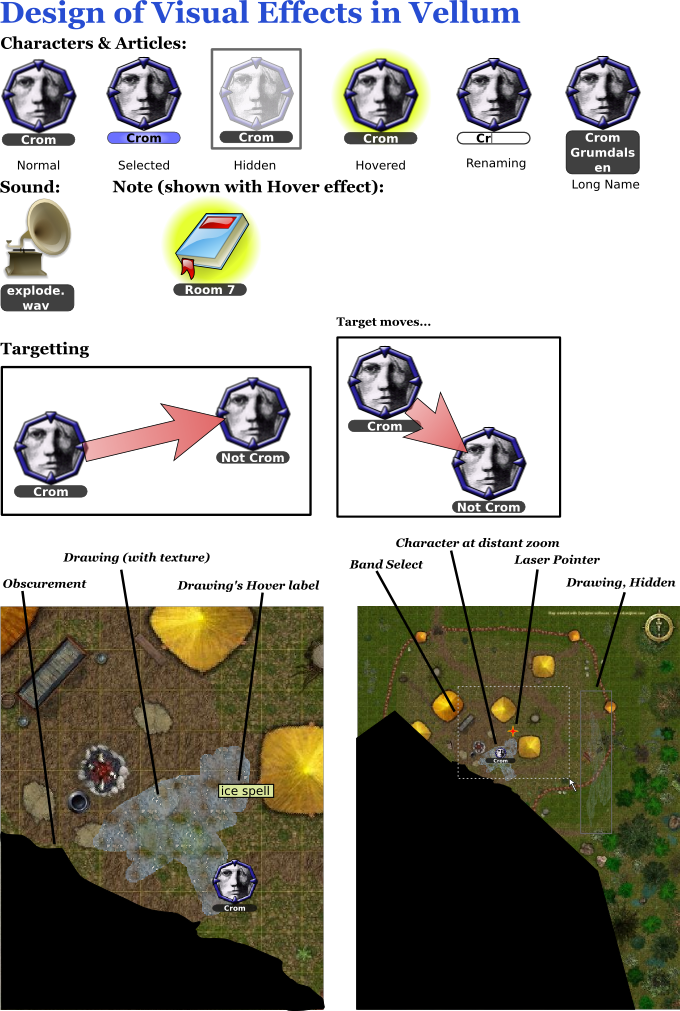 Design of Visual Effects in Vellum
Characters & Articles:
Crom
Crom
Crom
Crom
Cr
Crom
Grumdals
en
Normal
Selected
Hidden
Hovered
Renaming
Long Name
Sound:
Note (shown with Hover effect):
explode.
wav
Room 7
Target moves...
Targetting
Crom
Not Crom
Crom
Not Crom
Drawing (with texture)
Obscurement
Drawing's Hover label
Character at distant zoom
Band Select
Laser Pointer
Drawing, Hidden
ice spell
Crom
Crom